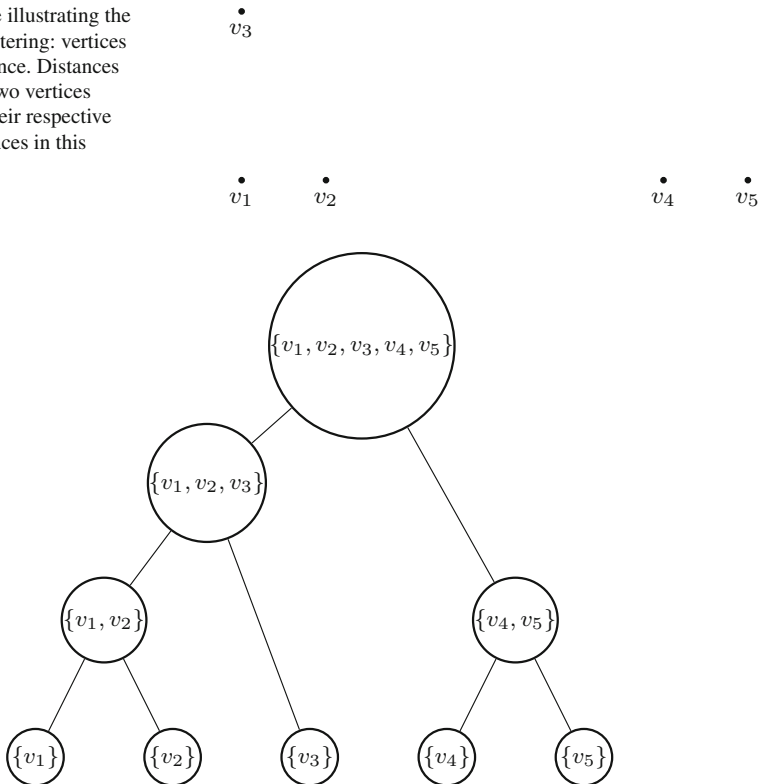 e illustrating the
tering: vertices
nce. Distances
wo vertices
eir respective
ices in this
v3
v1 v2 v4 v5
{v1, v2, v3, v4, v5}
{v1, v2, v3}
{v1, v2} {v4, v5}
{v1} {v2} {v3} {v4} {v5}